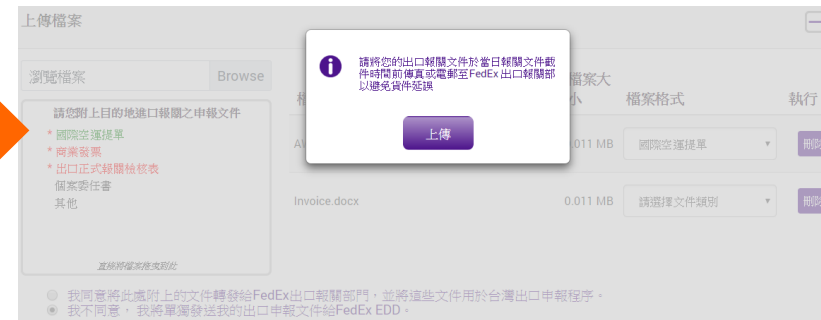 上傳檔案
請將您的出口報關文件於當日報關文件截
件時間前傳真或電郵至FedEx出口報關部
以避免貨件延誤
上傳
瀏覽檔案 Browse
檔案大
小 檔案格式 執行
請您附上目的地進口報關之申報文件
* 國際空運提單
* 商業發票
* 出口正式報關檢核表
個案委任書
其他
直接將檔案拖曳到此
.011 MB 國際空運提單 刪除
Invoice.docx 0.011 MB 請選擇文件類別 刪除
我同意將此處附上的文件轉發給FedEx出口報關部門，並將這些文件用於台灣出口申報程序。
我不同意， 我將單獨發送我的出口申報文件給FedEx EDD。